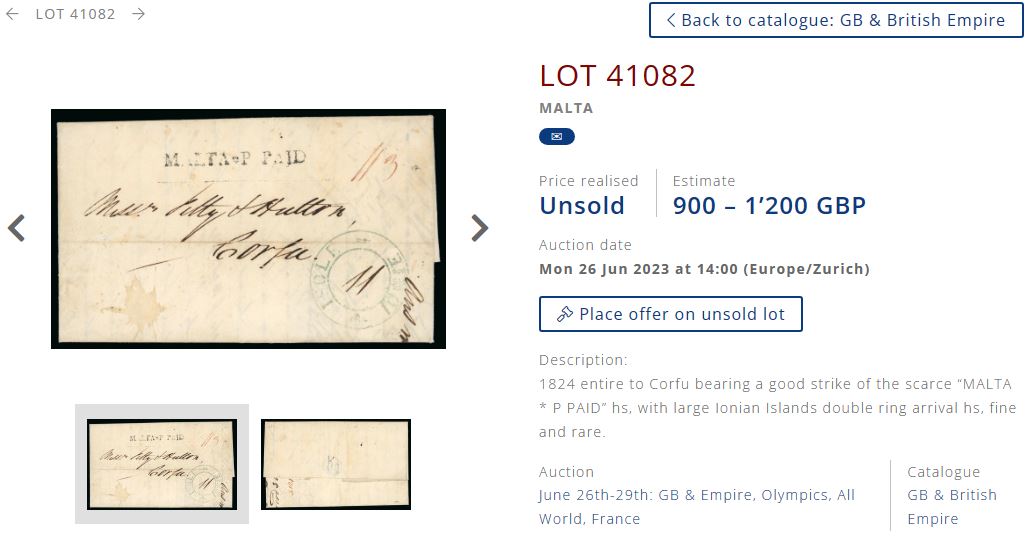 ← LOT 41082 →
< Back to catalogue: GB & British Empire
LOT 41082
MALTA
Price realised
Unsold
Estimate
900 – 1’200 GBP
Auction date
Mon 26 Jun 2023 at 14:00 (Europe/Zurich)
Place offer on unsold lot
Description:
1824 entire to Corfu bearing a good strike of the scarce “MALTA
* P PAID” hs, with large Ionian Islands double ring arrival hs, fine
and rare.
Auction
June 26th-29th: GB & Empire, Olympics, All
World, France
Catalogue
GB & British
Empire
MALTA*P PAID
Messrs Petty & Hutton,
Corfu.
11